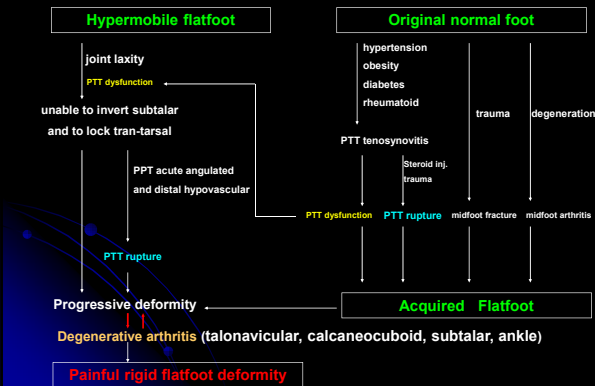 Hypermobile flatfoot
Original normal foot
joint laxity
PTT dysfunction
unable to invert subtalar
and to lock tran-tarsal
PPT acute angulated
and distal hypovascular
PTT rupture
hypertension
obesity
diabetes
rheumatoid
PTT tenosynovitis
Steroid inj.
trauma
trauma
degeneration
PTT dysfunction
PTT rupture
midfoot fracture
midfoot arthritis
Progressive deformity
Acquired Flatfoot
Degenerative arthritis (talonavicular, calcaneocuboid, subtalar, ankle)
Painful rigid flatfoot deformity